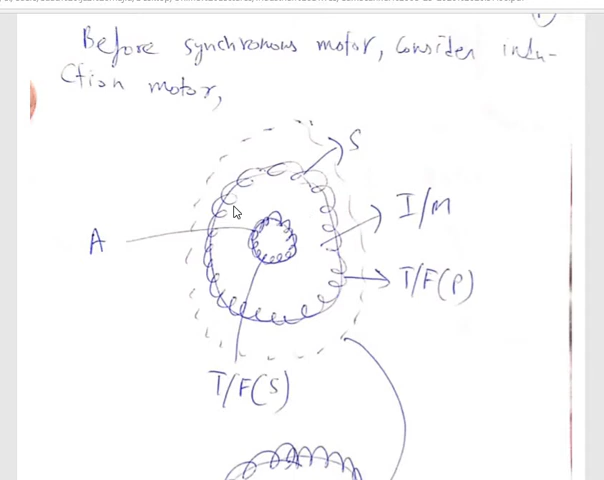 Before synchronous motor, Consider indu-
ction motor,
S
I/M
A
T/F(P)
T/F(S)